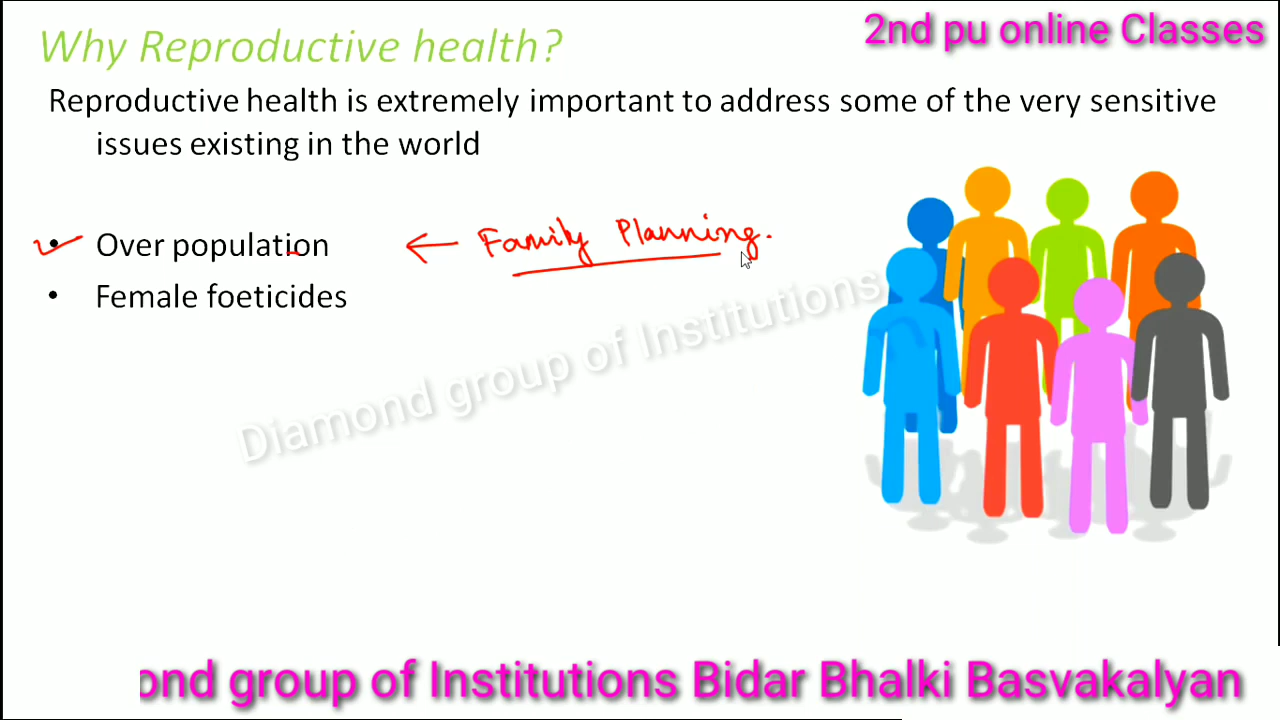 Why Reproductive health?
2nd pu online Classes
Reproductive health is extremely important to address some of the very sensitive
issues existing in the world
• Over population ← Family Planning.
• Female foeticides
Diamond group of Institutions
ond group of Institutions Bidar Bhalki Basvakalyan